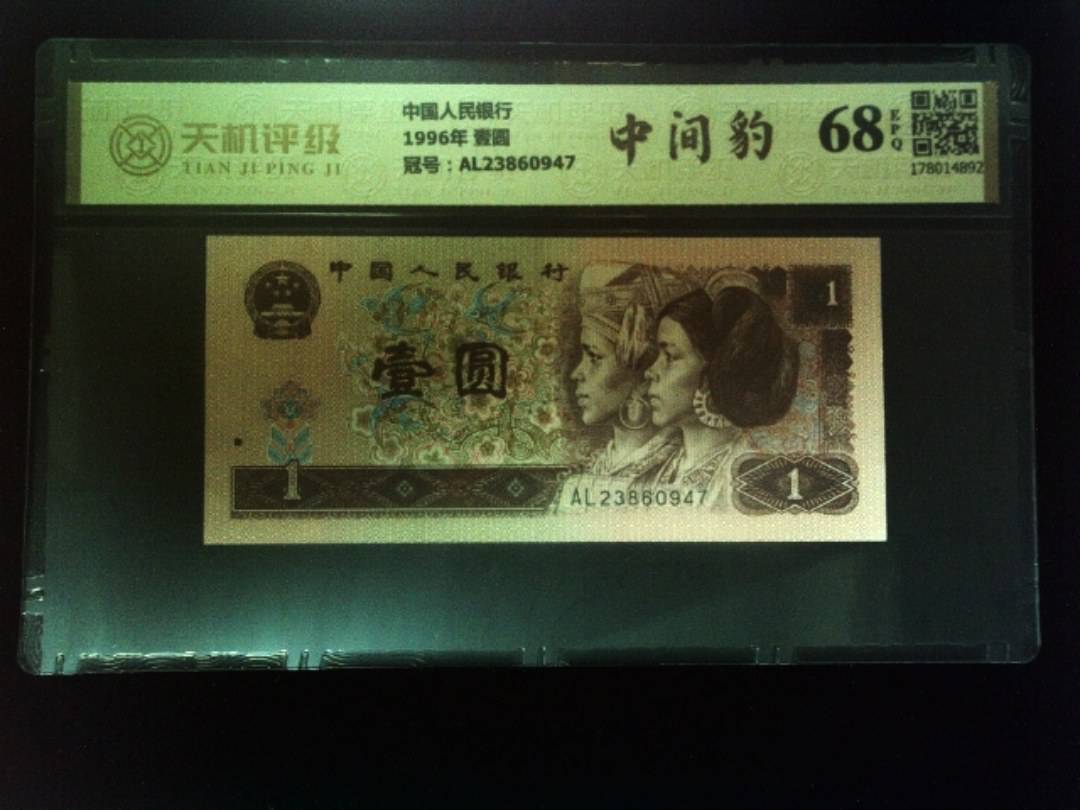 天机评级
TIAN JI PING JI
中国人民银行
1996年 壹圆
冠号：AL23860947
中间豹
68
EPQ
178014892
中国人民银行
1
壹圆
1
AL23860947
1